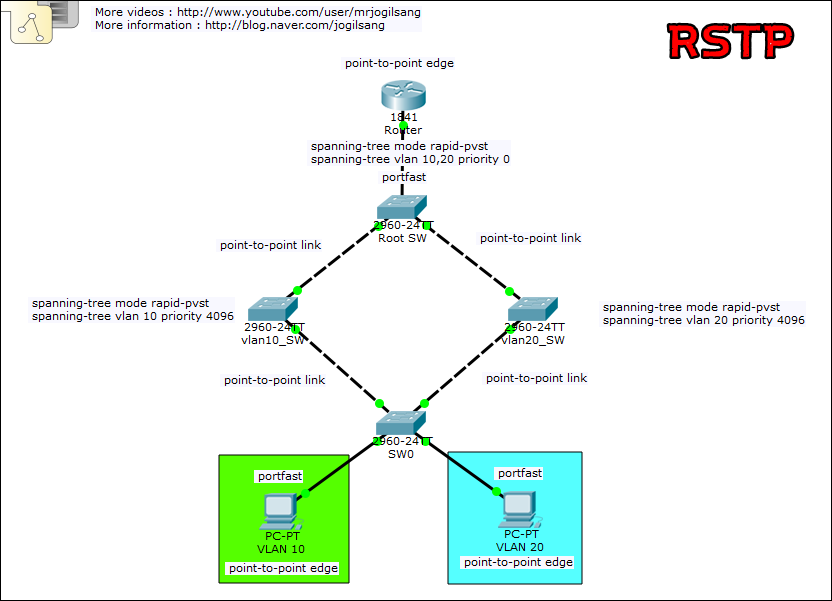 More videos : http://www.youtube.com/user/mrjogilsang
More information : http://blog.naver.com/jogilsang
RSTP
point-to-point edge
1841
Router
spanning-tree mode rapid-pvst
spanning-tree vlan 10,20 priority 0
portfast
2960-24TT
Root SW
point-to-point link
point-to-point link
spanning-tree mode rapid-pvst
spanning-tree vlan 10 priority 4096
2960-24TT
vlan10_SW
2960-24TT
vlan20_SW
spanning-tree mode rapid-pvst
spanning-tree vlan 20 priority 4096
point-to-point link
point-to-point link
2960-24TT
SW0
portfast
PC-PT
VLAN 10
point-to-point edge
portfast
PC-PT
VLAN 20
point-to-point edge